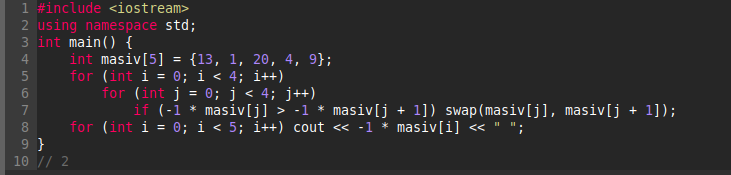 1 #include <iostream>
2 using namespace std;
3 int main() {
4     int masiv[5] = {13, 1, 20, 4, 9};
5     for (int i = 0; i < 4; i++)
6         for (int j = 0; j < 4; j++)
7             if (-1 * masiv[j] > -1 * masiv[j + 1]) swap(masiv[j], masiv[j + 1]);
8     for (int i = 0; i < 5; i++) cout << -1 * masiv[i] << " ";
9 }
10 // 2